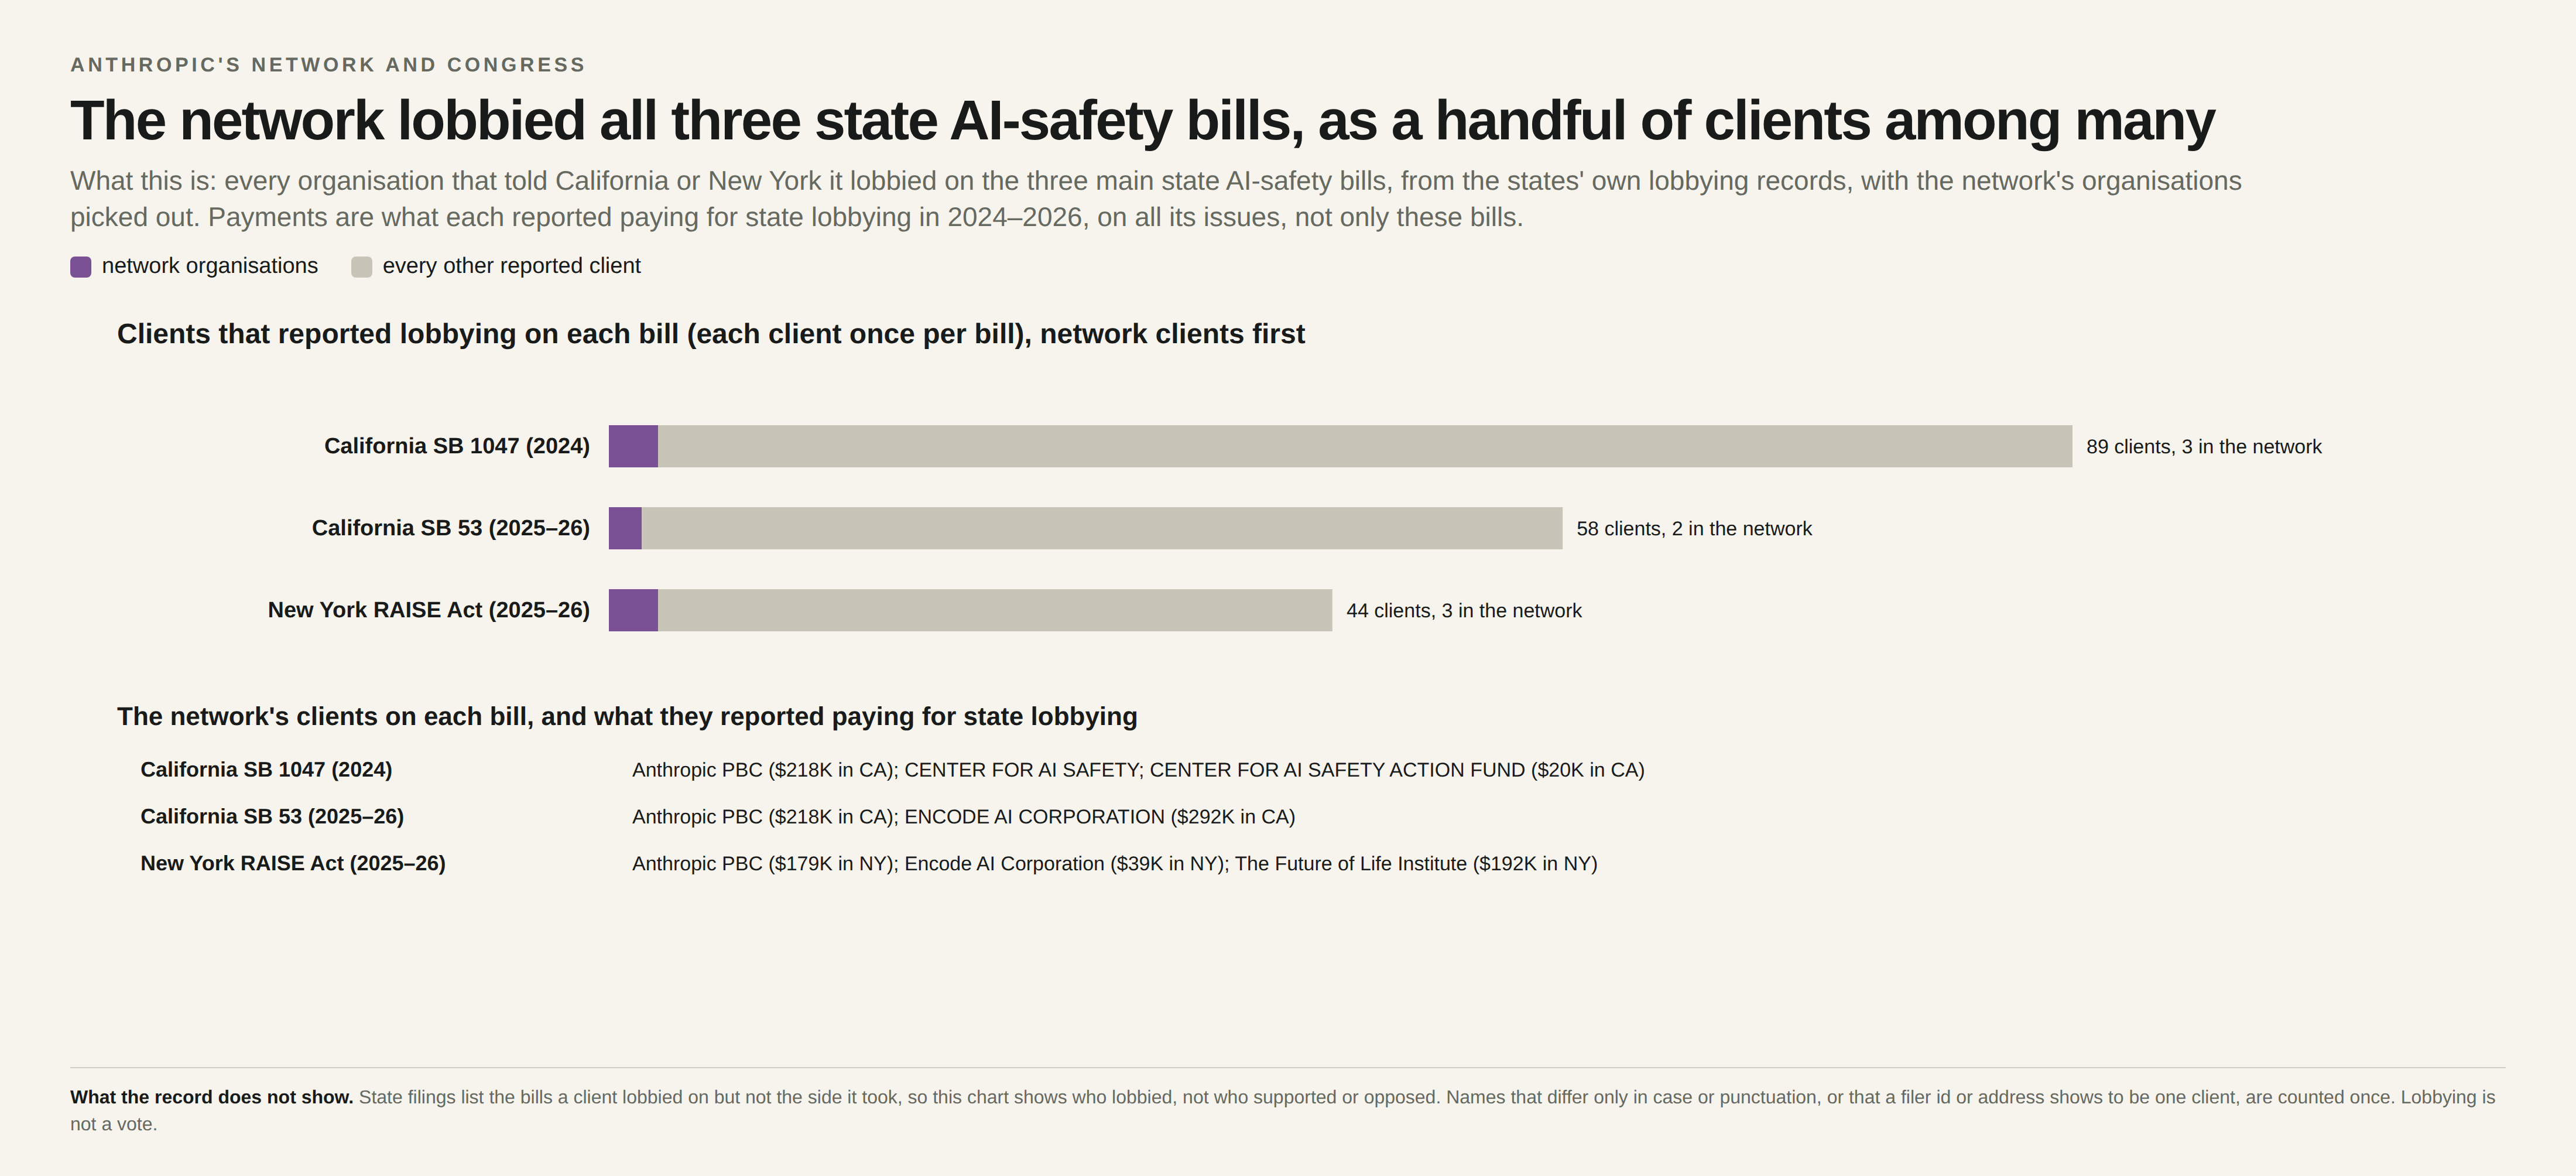 ANTHROPIC'S NETWORK AND CONGRESS
The network lobbied all three state AI-safety bills, as a handful of clients among many
What this is: every organisation that told California or New York it lobbied on the three main state AI-safety bills, from the states' own lobbying records, with the network's organisations
picked out. Payments are what each reported paying for state lobbying in 2024–2026, on all its issues, not only these bills.
network organisations every other reported client
Clients that reported lobbying on each bill (each client once per bill), network clients first
California SB 1047 (2024) 89 clients, 3 in the network
California SB 53 (2025–26) 58 clients, 2 in the network
New York RAISE Act (2025–26) 44 clients, 3 in the network
The network's clients on each bill, and what they reported paying for state lobbying
California SB 1047 (2024) Anthropic PBC ($218K in CA); CENTER FOR AI SAFETY; CENTER FOR AI SAFETY ACTION FUND ($20K in CA)
California SB 53 (2025–26) Anthropic PBC ($218K in CA); ENCODE AI CORPORATION ($292K in CA)
New York RAISE Act (2025–26) Anthropic PBC ($179K in NY); Encode AI Corporation ($39K in NY); The Future of Life Institute ($192K in NY)
What the record does not show. State filings list the bills a client lobbied on but not the side it took, so this chart shows who lobbied, not who supported or opposed. Names that differ only in case or punctuation, or that a filer id or address shows to be one client, are counted once. Lobbying is
not a vote.